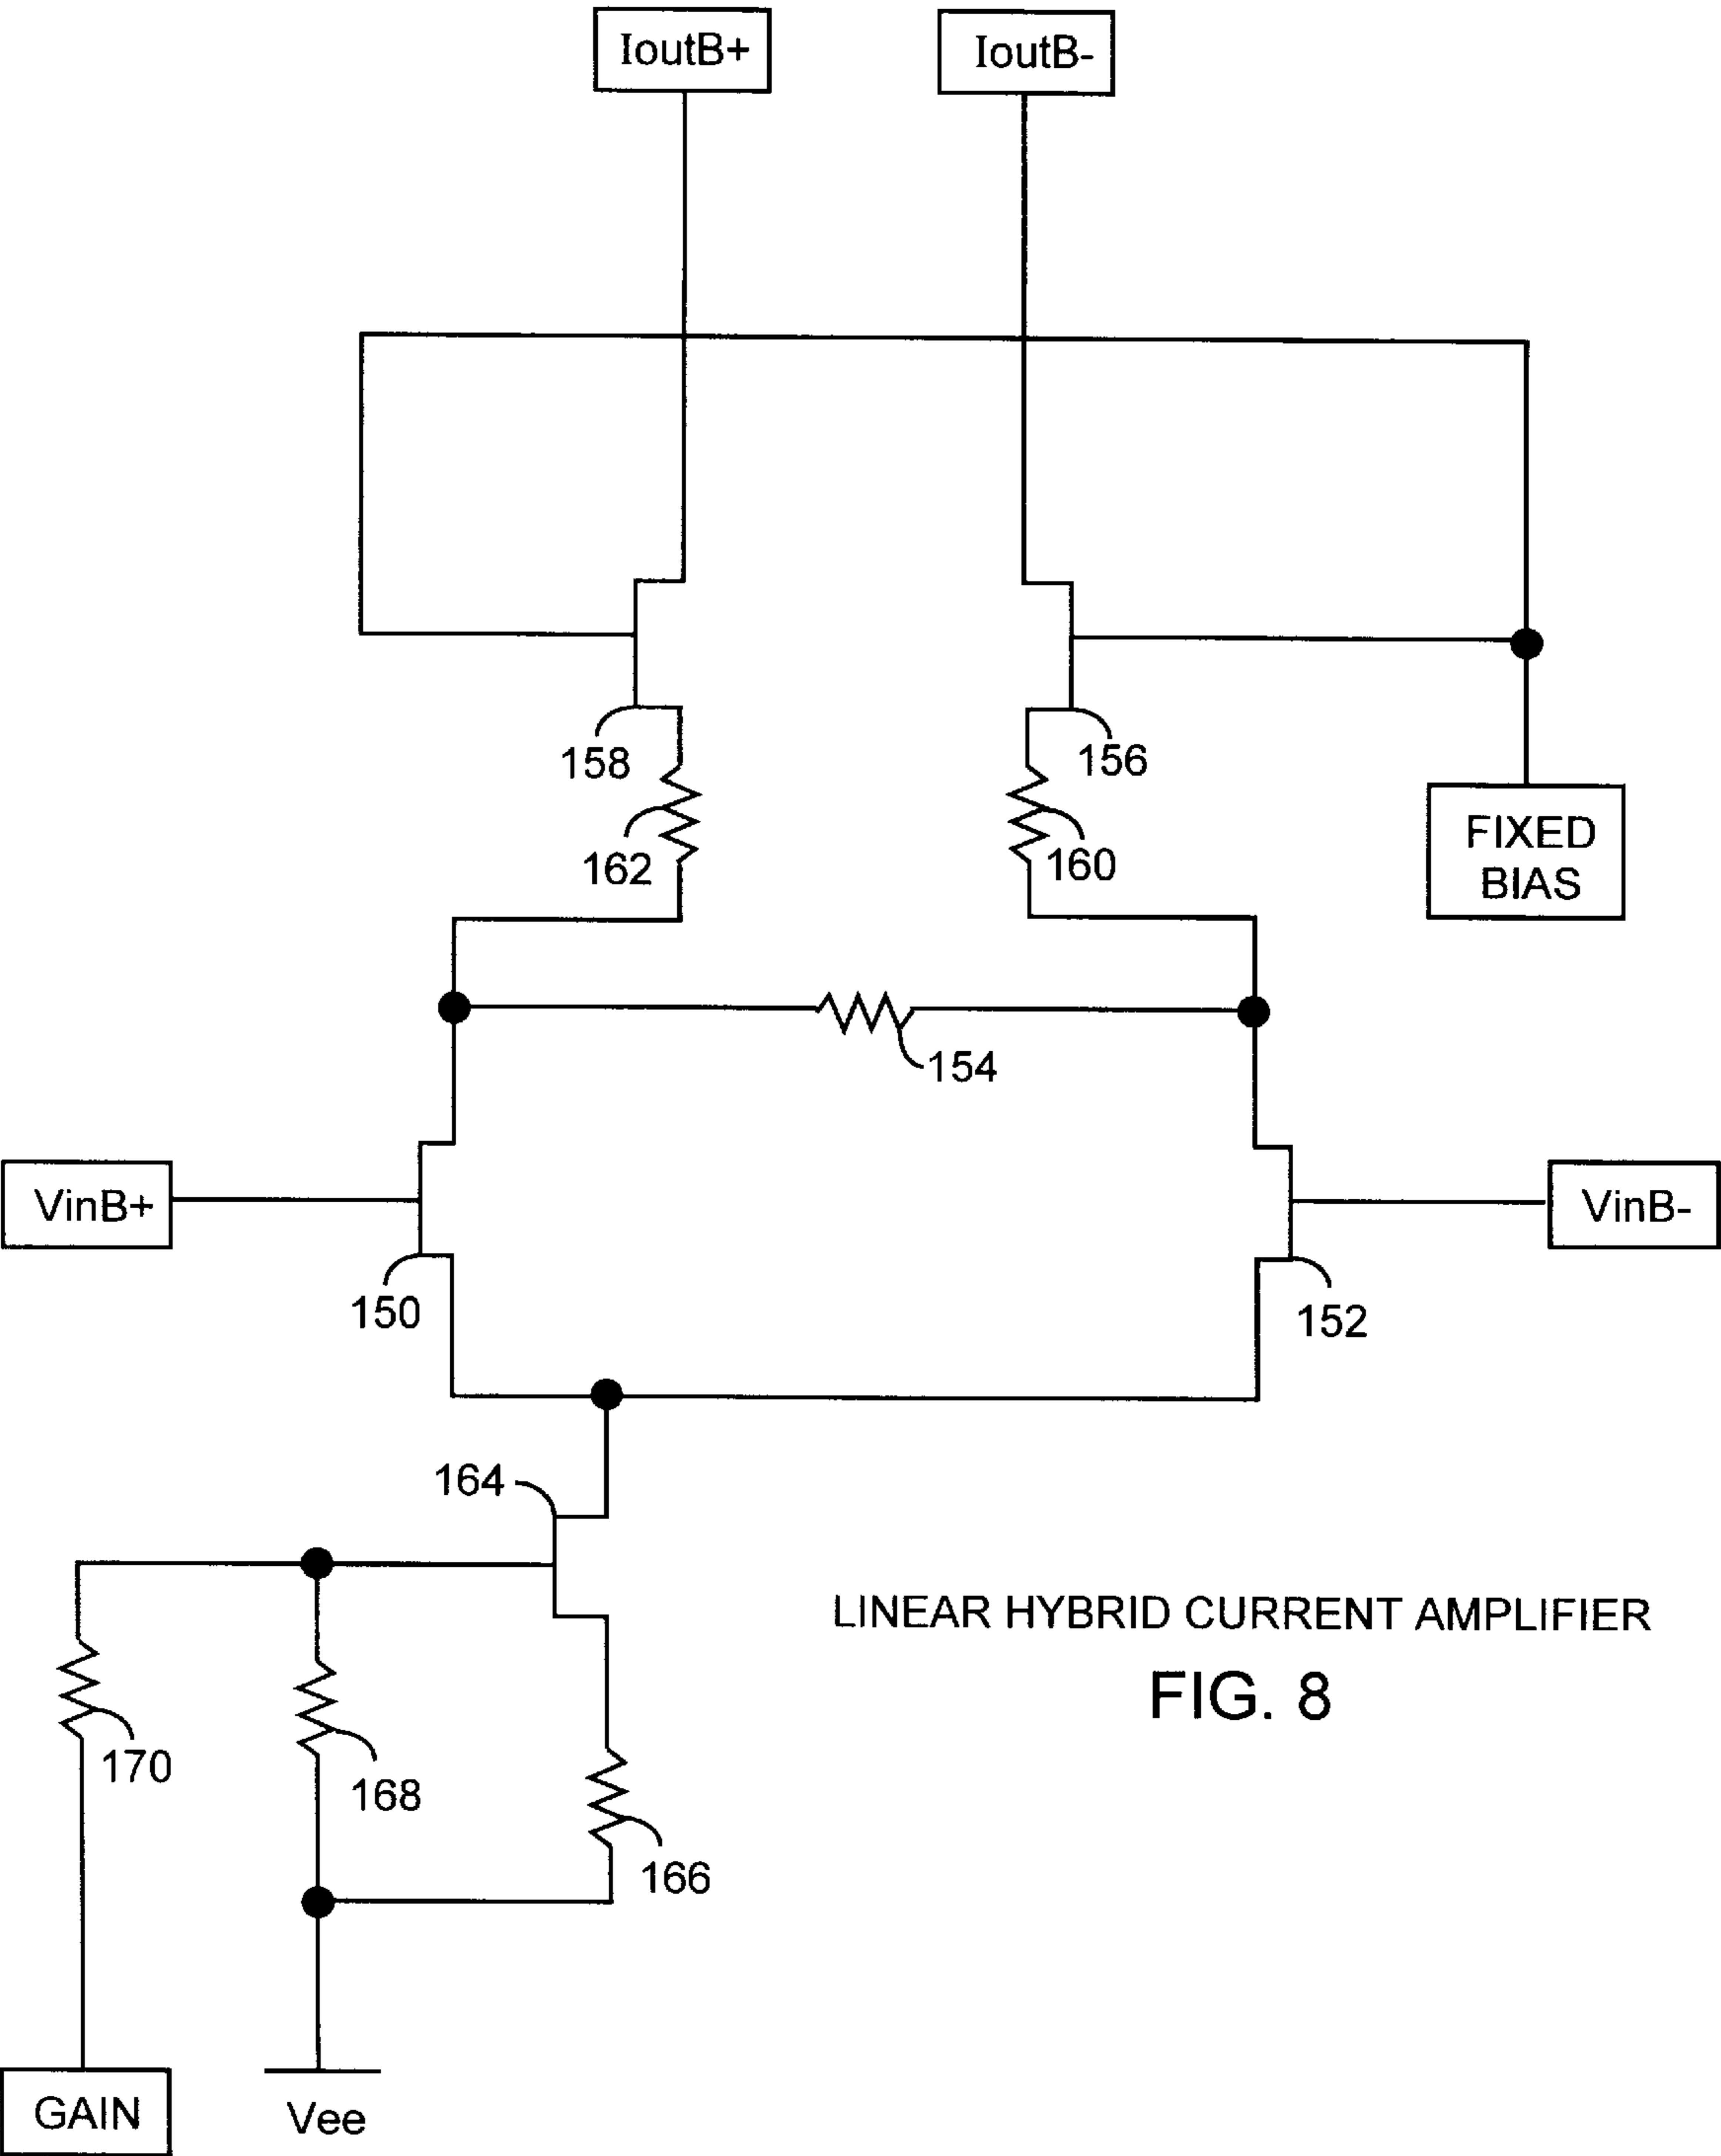 IoutB+
IoutB-
158
156
162
160
FIXED
BIAS
154
VinB+
VinB-
150
152
164
LINEAR HYBRID CURRENT AMPLIFIER
FIG. 8
170
168
166
GAIN
Vee